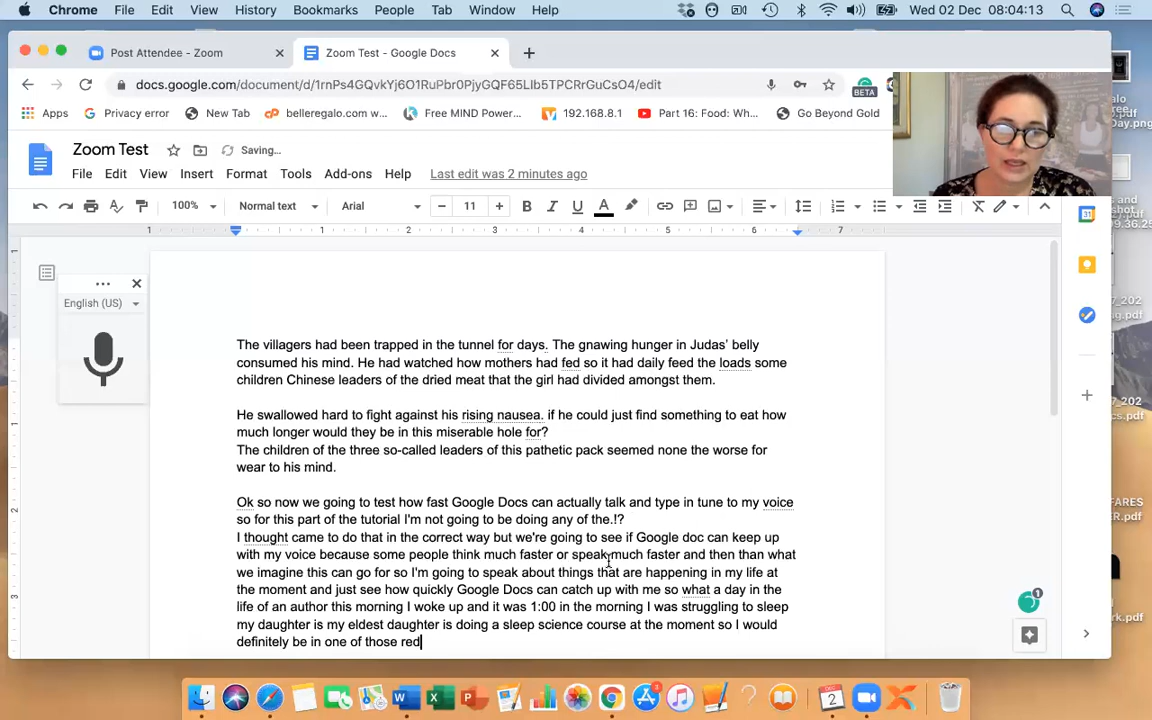 Chrome File Edit View History Bookmarks People Tab Window Help Wed 02 Dec 08:04:13
Post Attendee - Zoom Zoom Test - Google Docs
docs.google.com/document/d/1rnPs4GQvkYj6O1RuPbr0PjyGQF65LIb5TPCRrGuCsO4/edit
BETA
Apps Privacy error New Tab belleregalo.com w... Free MIND Power... 192.168.8.1 Part 16: Food: Wh... Go Beyond Gold
Zoom Test Saving...
File Edit View Insert Format Tools Add-ons Help Last edit was 2 minutes ago
100% Normal text Arial 11 B I U A
1 1 2 3 4 5 6 7
English (US)
The villagers had been trapped in the tunnel for days. The gnawing hunger in Judas’ belly
consumed his mind. He had watched how mothers had fed so it had daily feed the loads some
children Chinese leaders of the dried meat that the girl had divided amongst them.
He swallowed hard to fight against his rising nausea. if he could just find something to eat how
much longer would they be in this miserable hole for?
The children of the three so-called leaders of this pathetic pack seemed none the worse for
wear to his mind.
Ok so now we going to test how fast Google Docs can actually talk and type in tune to my voice
so for this part of the tutorial I'm not going to be doing any of the.!?
I thought came to do that in the correct way but we're going to see if Google doc can keep up
with my voice because some people think much faster or speak much faster and then than what
we imagine this can go for so I'm going to speak about things that are happening in my life at
the moment and just see how quickly Google Docs can catch up with me so what a day in the
life of an author this morning I woke up and it was 1:00 in the morning I was struggling to sleep
my daughter is my eldest daughter is doing a sleep science course at the moment so I would
definitely be in one of those red